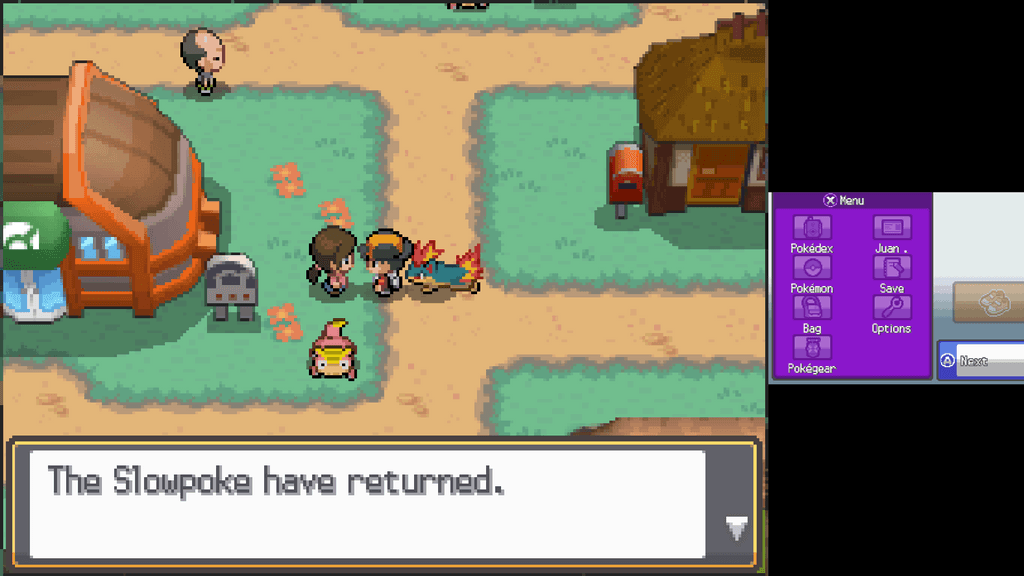 The Slowpoke have returned.
X Menu
Pokédex
Juan .
Pokémon
Save
Bag
Options
Pokégear
A Next